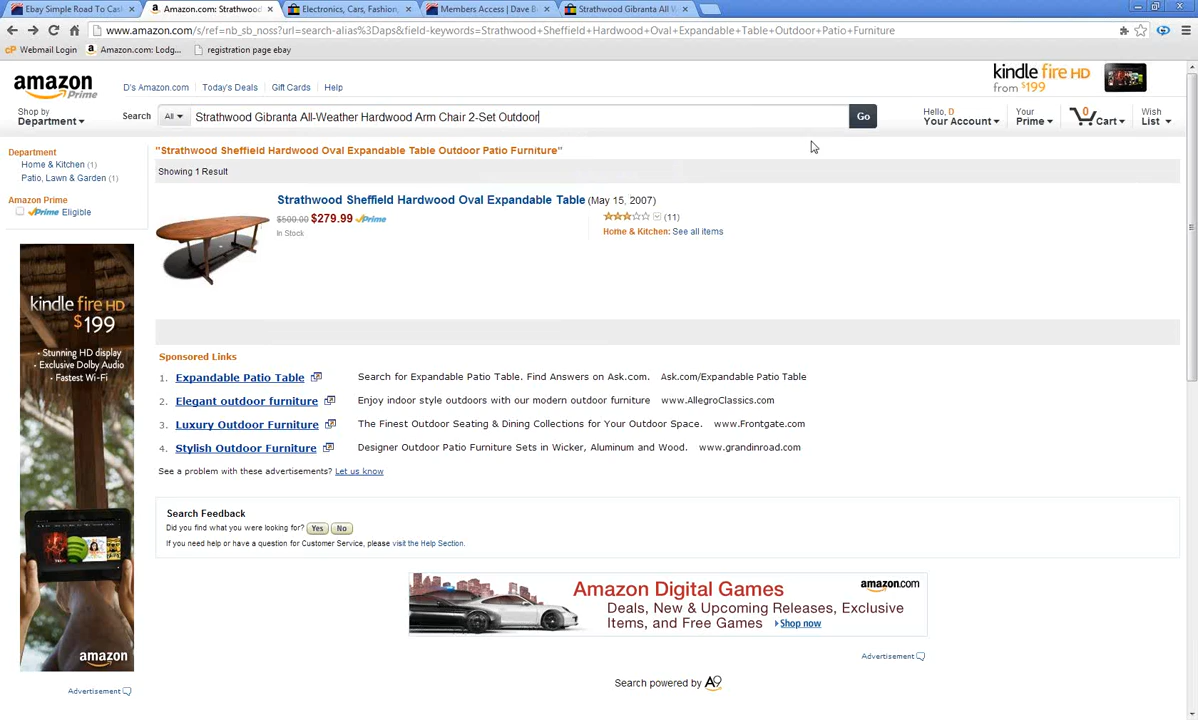 Ebay Simple Road To Cas
Amazon.com: Strathwood
Electronics, Cars, Fashion,
Members Access | Dave B
Strathwood Gibranta All W
www.amazon.com/s/ref=nb_sb_noss?url=search-alias%3Daps&field-keywords=Strathwood+Sheffield+Hardwood+Oval+Expandable+Table+Outdoor+Patio+Furniture
cP Webmail Login
Amazon.com: Lodg...
registration page ebay
amazon
Prime
D's Amazon.com
Today's Deals
Gift Cards
Help
kindle fire HD
from $199
Shop by
Department
Search
All
Strathwood Gibranta All-Weather Hardwood Arm Chair 2-Set Outdoor
Go
Hello, D
Your Account
Your
Prime
0
Cart
Wish
List
Department
Home & Kitchen (1)
Patio, Lawn & Garden (1)
Amazon Prime
Prime Eligible
"Strathwood Sheffield Hardwood Oval Expandable Table Outdoor Patio Furniture"
Showing 1 Result
Strathwood Sheffield Hardwood Oval Expandable Table (May 15, 2007)
$500.00 $279.99 Prime
In Stock
(11)
Home & Kitchen: See all items
kindle fire HD
$199
- Stunning HD display
- Exclusive Dolby Audio
- Fastest Wi-Fi
amazon
Advertisement
Sponsored Links
1. Expandable Patio Table
Search for Expandable Patio Table. Find Answers on Ask.com. Ask.com/Expandable Patio Table
2. Elegant outdoor furniture
Enjoy indoor style outdoors with our modern outdoor furniture www.AllegroClassics.com
3. Luxury Outdoor Furniture
The Finest Outdoor Seating & Dining Collections for Your Outdoor Space. www.Frontgate.com
4. Stylish Outdoor Furniture
Designer Outdoor Patio Furniture Sets in Wicker, Aluminum and Wood. www.grandinroad.com
See a problem with these advertisements? Let us know
Search Feedback
Did you find what you were looking for? Yes No
If you need help or have a question for Customer Service, please visit the Help Section.
Amazon Digital Games
Deals, New & Upcoming Releases, Exclusive
Items, and Free Games
Shop now
amazon.com
Advertisement
Search powered by A9